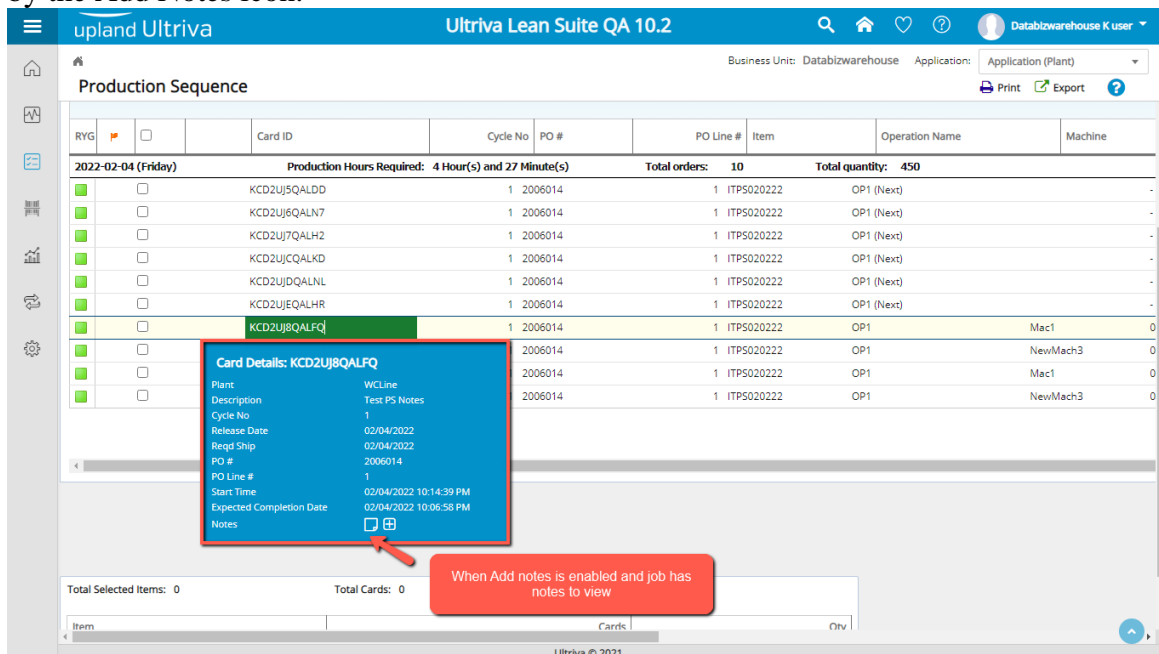 by the Add Notes icon.
upland Ultriva Ultriva Lean Suite QA 10.2 Databizwarehouse K user
Business Unit: Databizwarehouse Application: Application (Plant)
Production Sequence Print Export
RYG Card ID Cycle No PO # PO Line # Item Operation Name Machine
2022-02-04 (Friday) Production Hours Required: 4 Hour(s) and 27 Minute(s) Total orders: 10 Total quantity: 450
KCD2UJ5QALDD 1 2006014 1 ITPS020222 OP1 (Next) -
KCD2UJ6QALN7 1 2006014 1 ITPS020222 OP1 (Next) -
KCD2UJ7QALH2 1 2006014 1 ITPS020222 OP1 (Next) -
KCD2UJCQALKD 1 2006014 1 ITPS020222 OP1 (Next) -
KCD2UJDQALNL 1 2006014 1 ITPS020222 OP1 (Next) -
KCD2UJEQALHR 1 2006014 1 ITPS020222 OP1 (Next) -
KCD2UJ8QALFQ 1 2006014 1 ITPS020222 OP1 Mac1 0
2006014 1 ITPS020222 OP1 NewMach3 0
2006014 1 ITPS020222 OP1 Mac1 0
2006014 1 ITPS020222 OP1 NewMach3 0
Card Details: KCD2UJ8QALFQ
Plant WCLine
Description Test PS Notes
Cycle No 1
Release Date 02/04/2022
Reqd Ship 02/04/2022
PO # 2006014
PO Line # 1
Start Time 02/04/2022 10:14:39 PM
Expected Completion Date 02/04/2022 10:06:58 PM
Notes
When Add notes is enabled and job has
notes to view
Total Selected Items: 0 Total Cards: 0
Item Cards Qty
Ultriva © 2021